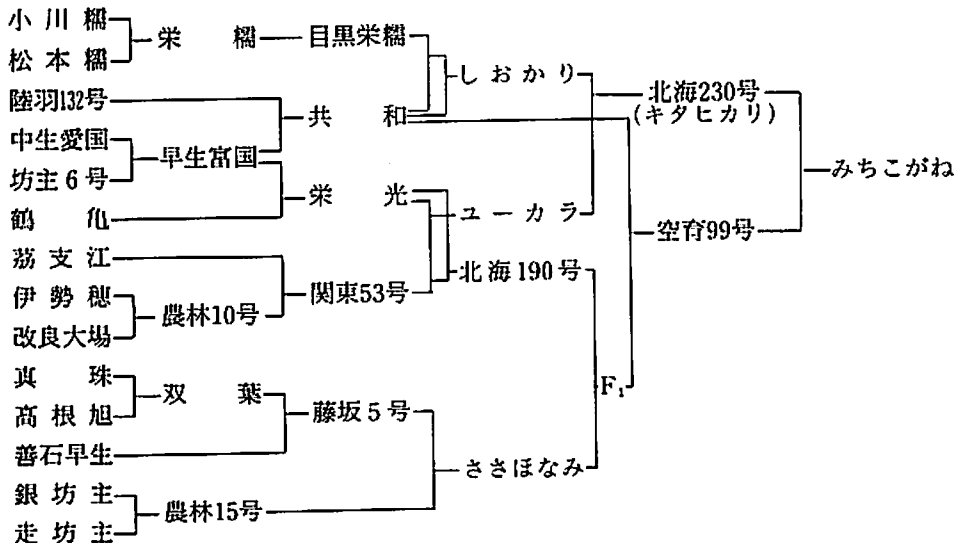 小川糯
松本糯
栄糯
目黒栄糯
しおかり
陸羽132号
共和
北海230号
(キタヒカリ)
中生愛国
坊主6号
早生富国
みちこがね
鶴亀
栄光
ユーカラ
空育99号
茘支江
北海190号
伊勢穂
改良大場
農林10号
関東53号
真珠
高根旭
双葉
藤坂5号
F₁
善石早生
ささほなみ
銀坊主
走坊主
農林15号